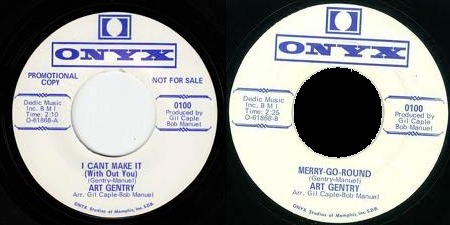 ONYX
PROMOTIONAL COPY
NOT FOR SALE
Dedic Music
Inc. B M I
Time: 2:10
O-61868-A
0100
Produced by
Gil Caple
Bob Manuel
I CANT MAKE IT
(With Out You)
(Gentry-Manuel)
ART GENTRY
Arr. Gil Caple-Bob Manuel
ONYX Studios of Memphis, Inc.
ONYX
Dedic Music
Inc. B M I
Time: 2:25
O-61868-B
0100
Produced by
Gil Caple
Bob Manuel
MERRY-GO-ROUND
(Gentry-Manuel)
ART GENTRY
Arr. Gil Caple-Bob Manuel
ONYX Studios of Memphis, Inc.